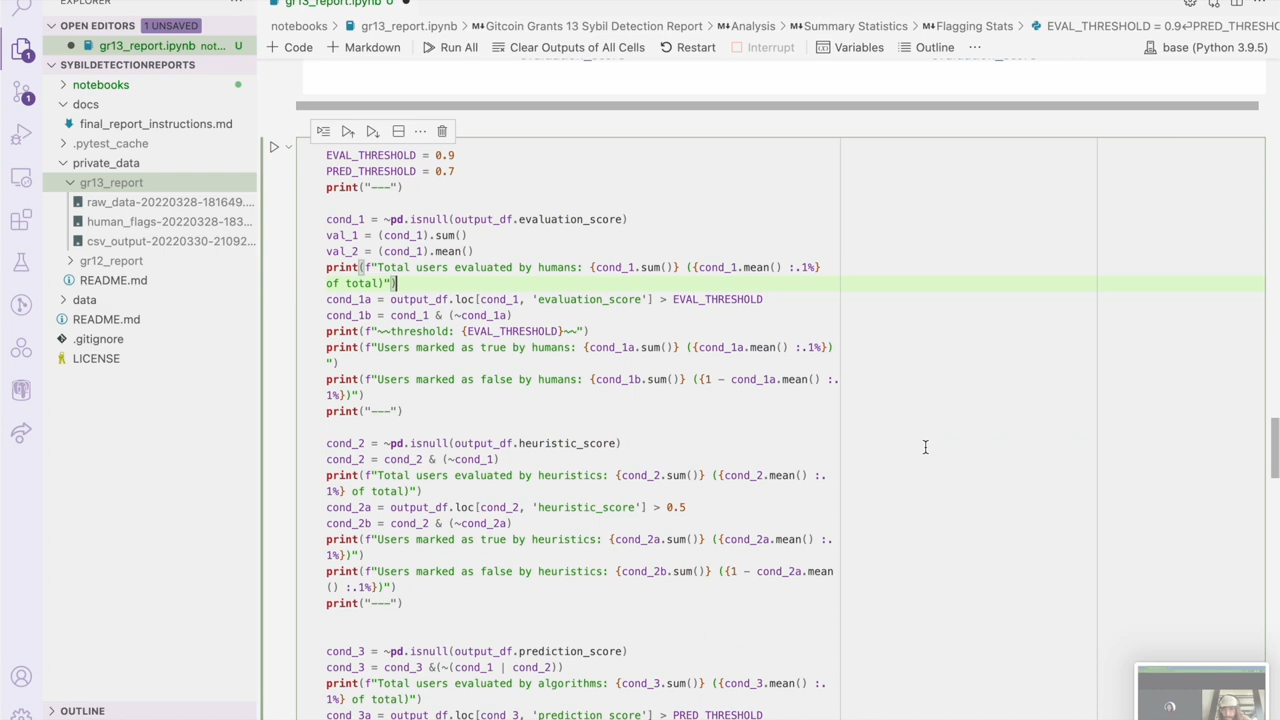 EXPLORER
gr13_report.ipynb
OPEN EDITORS 1 UNSAVED
gr13_report.ipynb not... U
SYBILDETECTIONREPORTS
notebooks
docs
final_report_instructions.md
.pytest_cache
private_data
gr13_report
raw_data-20220328-181649....
human_flags-20220328-183...
csv_output-20220330-21092...
gr12_report
README.md
data
README.md
.gitignore
LICENSE
OUTLINE
notebooks > gr13_report.ipynb > Gitcoin Grants 13 Sybil Detection Report > Analysis > Summary Statistics > Flagging Stats > EVAL_THRESHOLD = 0.9↵PRED_THRESHO
+ Code + Markdown Run All Clear Outputs of All Cells Restart Interrupt Variables Outline ... base (Python 3.9.5)
EVAL_THRESHOLD = 0.9
PRED_THRESHOLD = 0.7
print("---")
cond_1 = ~pd.isnull(output_df.evaluation_score)
val_1 = (cond_1).sum()
val_2 = (cond_1).mean()
print(f"Total users evaluated by humans: {cond_1.sum()} ({cond_1.mean() :.1%}
of total)")
cond_1a = output_df.loc[cond_1, 'evaluation_score'] > EVAL_THRESHOLD
cond_1b = cond_1 & (~cond_1a)
print(f"~~threshold: {EVAL_THRESHOLD}~~")
print(f"Users marked as true by humans: {cond_1a.sum()} ({cond_1a.mean() :.1%})
")
print(f"Users marked as false by humans: {cond_1b.sum()} ({1 - cond_1a.mean() :.
1%})")
print("---")
cond_2 = ~pd.isnull(output_df.heuristic_score)
cond_2 = cond_2 & (~cond_1)
print(f"Total users evaluated by heuristics: {cond_2.sum()} ({cond_2.mean() :.
1%} of total)")
cond_2a = output_df.loc[cond_2, 'heuristic_score'] > 0.5
cond_2b = cond_2 & (~cond_2a)
print(f"Users marked as true by heuristics: {cond_2a.sum()} ({cond_2a.mean() :.
1%})")
print(f"Users marked as false by heuristics: {cond_2b.sum()} ({1 - cond_2a.mean
() :.1%})")
print("---")
cond_3 = ~pd.isnull(output_df.prediction_score)
cond_3 = cond_3 &(~(cond_1 | cond_2))
print(f"Total users evaluated by algorithms: {cond_3.sum()} ({cond_3.mean() :.
1%} of total)")
cond_3a = output_df.loc[cond_3, 'prediction_score'] > PRED_THRESHOLD